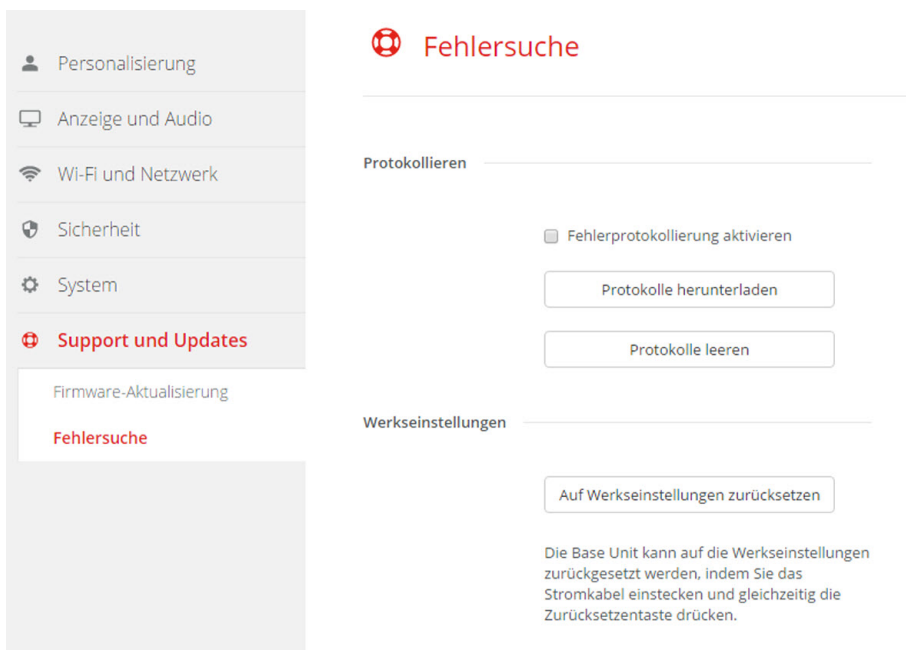 Personalisierung
Anzeige und Audio
Wi-Fi und Netzwerk
Sicherheit
System
Support und Updates
Firmware-Aktualisierung
Fehlersuche
Fehlersuche
Protokollieren
Fehlerprotokollierung aktivieren
Protokolle herunterladen
Protokolle leeren
Werkseinstellungen
Auf Werkseinstellungen zurücksetzen
Die Base Unit kann auf die Werkseinstellungen
zurückgesetzt werden, indem Sie das
Stromkabel einstecken und gleichzeitig die
Zurücksetzentaste drücken.